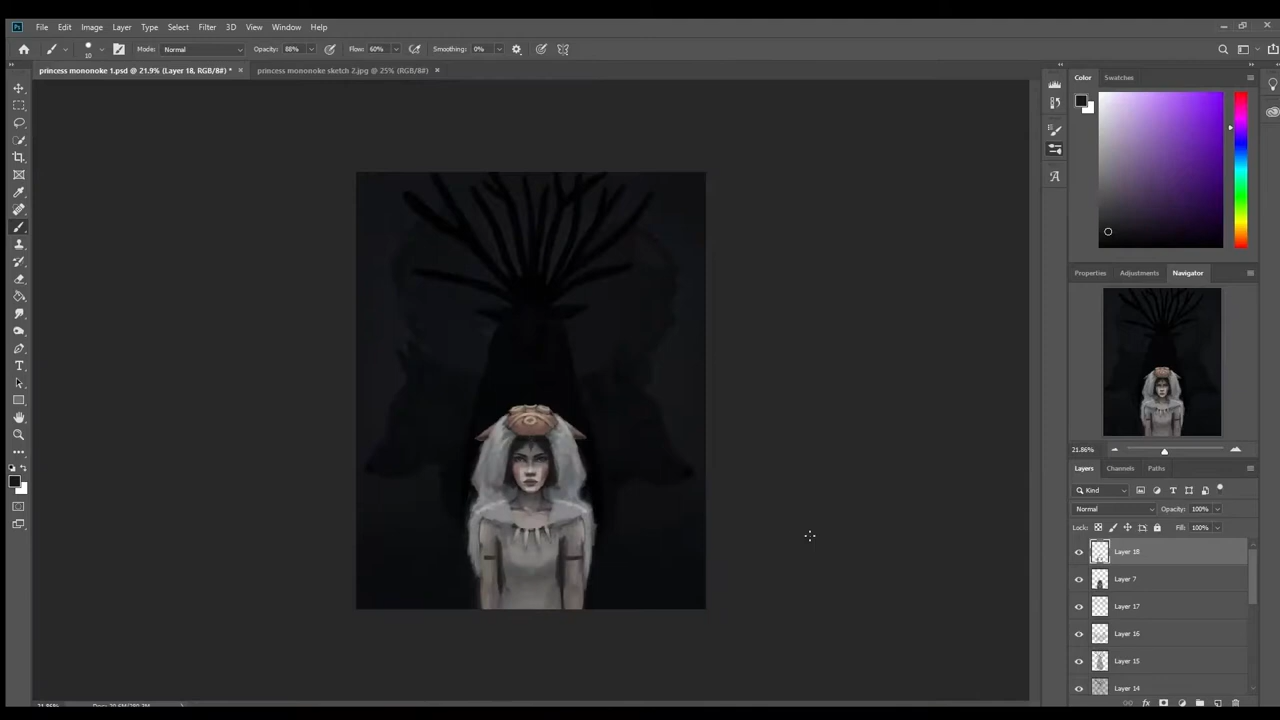 Ps File Edit Image Layer Type Select Filter 3D View Window Help
10 Mode: Normal Opacity: 88% Flow: 60% Smoothing: 0%
princess mononoke 1.psd @ 21.9% (Layer 18, RGB/8#) * × princess mononoke sketch 2.jpg @ 25% (RGB/8#) ×
Color Swatches
Properties Adjustments Navigator
21.86%
Layers Channels Paths
Kind
Normal Opacity: 100%
Lock: Fill: 100%
Layer 18
Layer 7
Layer 17
Layer 16
Layer 15
Layer 14
fx